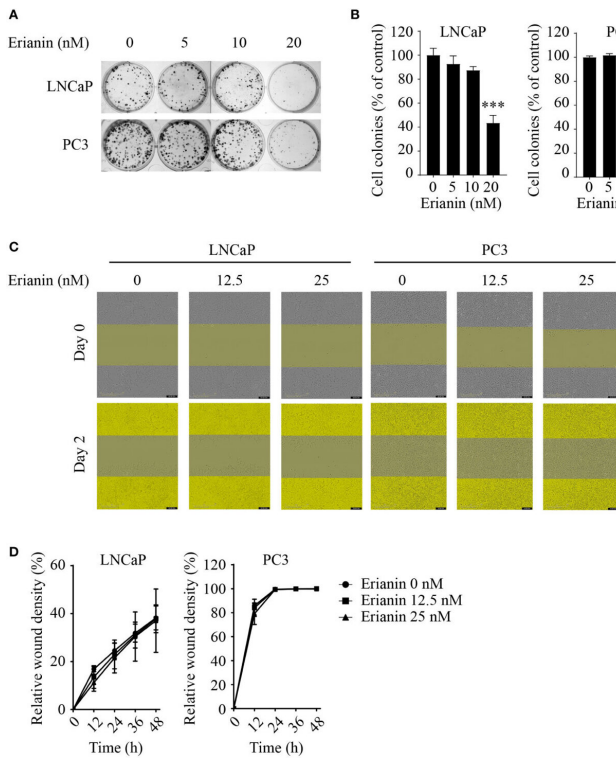 A
Erianin (nM) 0 5 10 20
LNCaP
PC3
B
LNCaP
Cell colonies (% of control)
120
100
80
60
40
20
0
***
0 5 10 20
Erianin (nM)
PC
Cell colonies (% of control)
120
100
80
60
40
20
0
0 5
Erianin
C
LNCaP PC3
Erianin (nM) 0 12.5 25 0 12.5 25
Day 0
Day 2
D
LNCaP
Relative wound density (%)
60
40
20
0
0 12 24 36 48
Time (h)
PC3
Relative wound density (%)
120
100
80
60
40
20
0
0 12 24 36 48
Time (h)
Erianin 0 nM
Erianin 12.5 nM
Erianin 25 nM